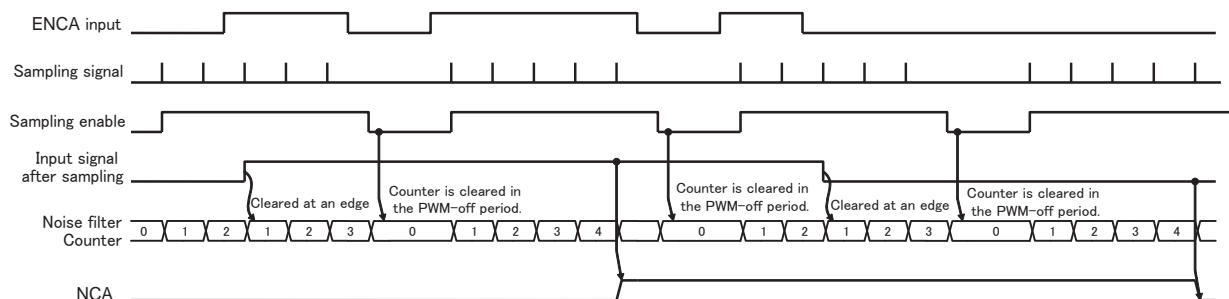 ENCA input
Sampling signal
Sampling enable
Input signal
after sampling
Cleared at an edge
Counter is cleared in
the PWM-off period.
Counter is cleared in
the PWM-off period.
Cleared at an edge
Counter is cleared in
the PWM-off period.
Noise filter
Counter
0 1 2 1 2 3 0 1 2 3 4 0 1 2 1 2 3 0 1 2 3 4
NCA